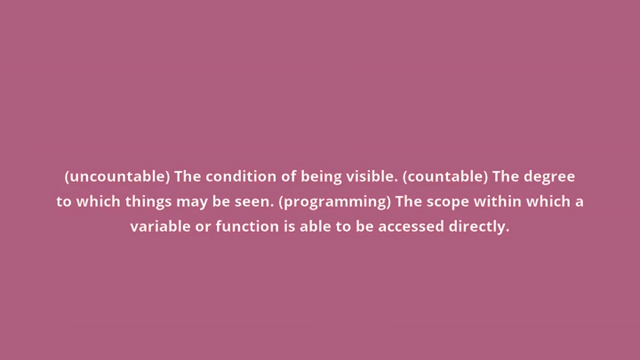 (uncountable) The condition of being visible. (countable) The degree
to which things may be seen. (programming) The scope within which a
variable or function is able to be accessed directly.